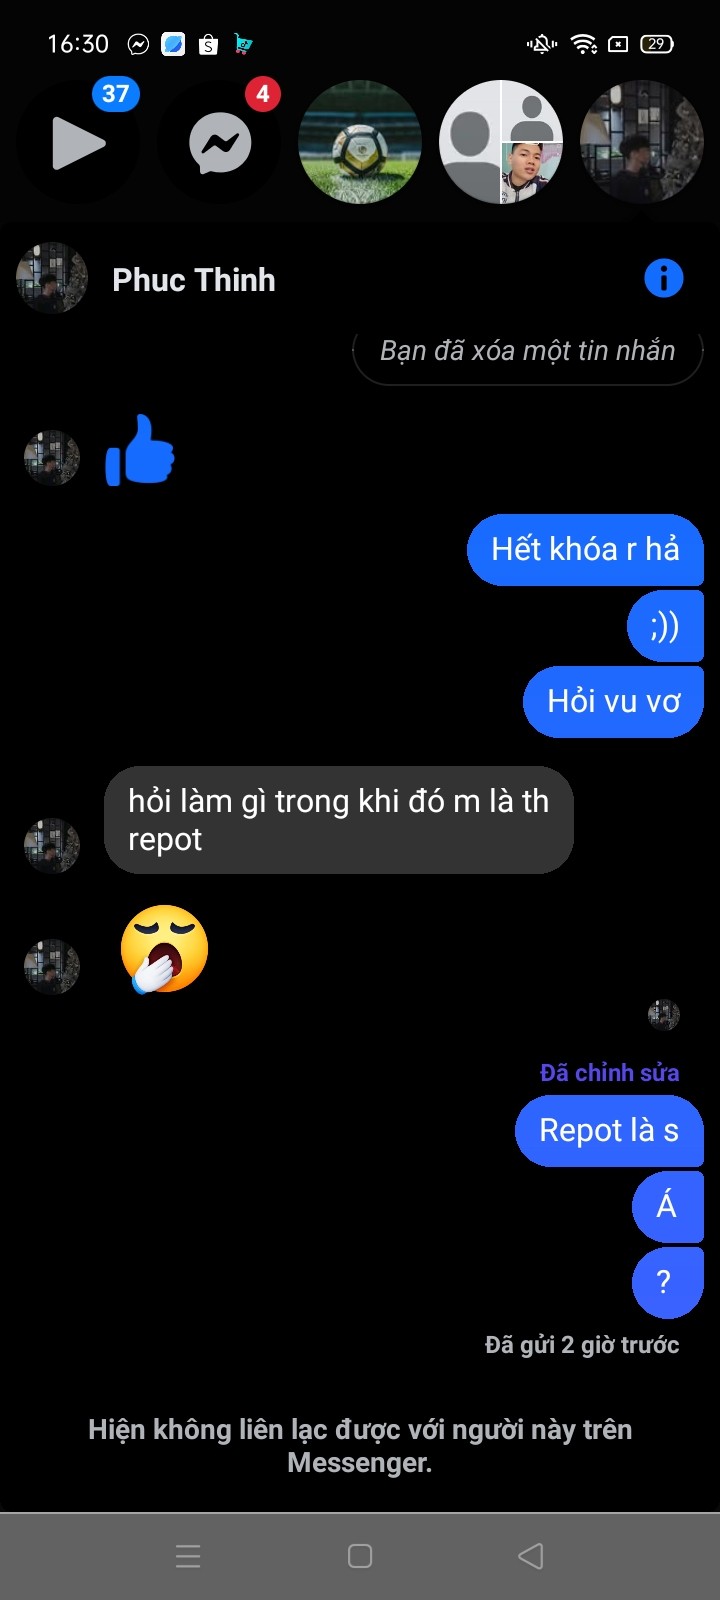 16:30
29
37
4
Phuc Thinh
Bạn đã xóa một tin nhắn
Hết khóa r hả
;))
Hỏi vu vơ
hỏi làm gì trong khi đó m là th
repot
Đã chỉnh sửa
Repot là s
Á
?
Đã gửi 2 giờ trước
Hiện không liên lạc được với người này trên
Messenger.